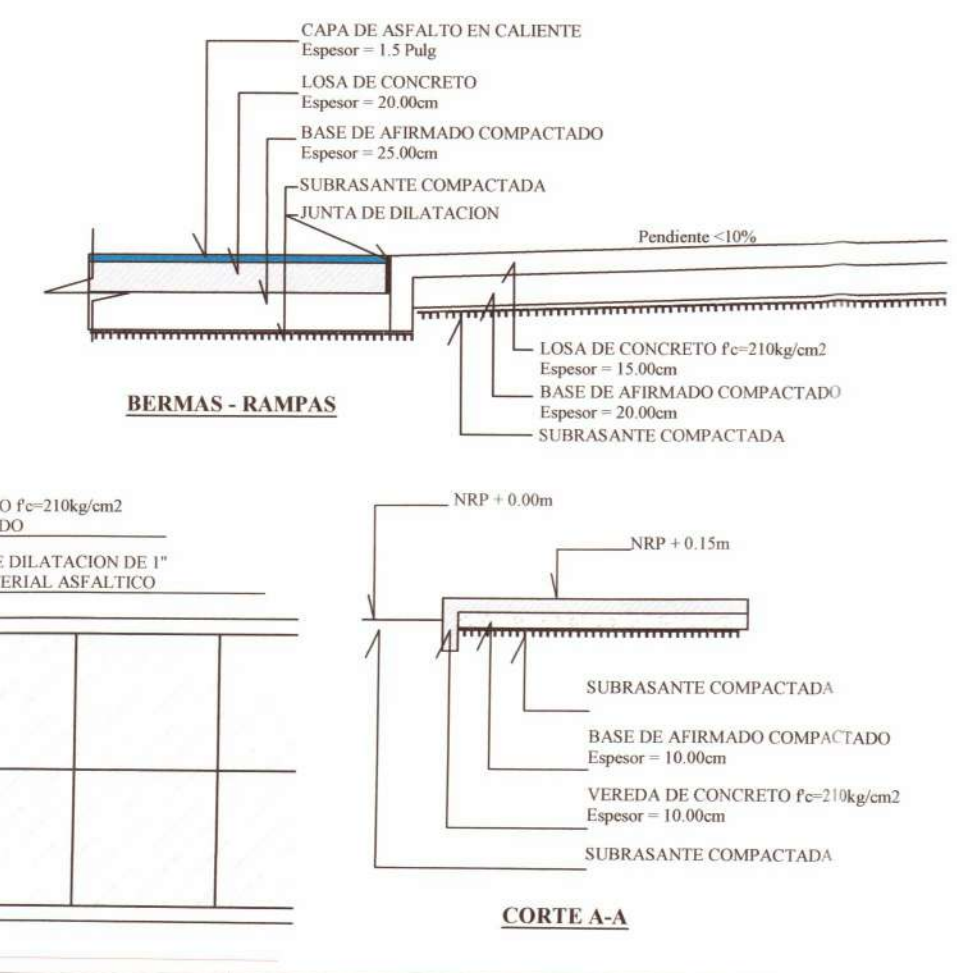 CAPA DE ASFALTO EN CALIENTE
Espesor = 1.5 Pulg
LOSA DE CONCRETO
Espesor = 20.00cm
BASE DE AFIRMADO COMPACTADO
Espesor = 25.00cm
SUBRASANTE COMPACTADA
JUNTA DE DILATACION
Pendiente <10%
LOSA DE CONCRETO f'c=210kg/cm2
Espesor = 15.00cm
BASE DE AFIRMADO COMPACTADO
Espesor = 20.00cm
SUBRASANTE COMPACTADA
BERMAS - RAMPAS
O f'c=210kg/cm2
DO
E DILATACION DE 1"
TERIAL ASFALTICO
NRP + 0.00m
NRP + 0.15m
SUBRASANTE COMPACTADA
BASE DE AFIRMADO COMPACTADO
Espesor = 10.00cm
VEREDA DE CONCRETO f'c=210kg/cm2
Espesor = 10.00cm
SUBRASANTE COMPACTADA
CORTE A-A